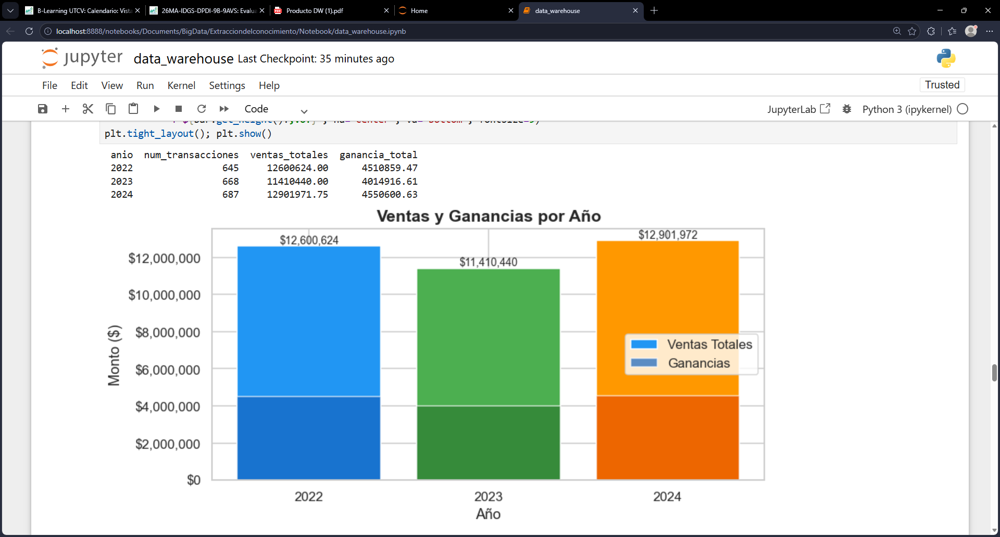 B-Learning UTCV: Calendario: Vista
26MA-IDGS-DPDI-9B-9AVS: Evalua
Producto DW (1).pdf
Home
data_warehouse
localhost:8888/notebooks/Documents/BigData/Extracciondelconocimiento/Notebook/data_warehouse.ipynb
jupyter data_warehouse Last Checkpoint: 35 minutes ago
File Edit View Run Kernel Settings Help
Trusted
Code
JupyterLab
Python 3 (ipykernel)
plt.tight_layout(); plt.show()
anio num_transacciones ventas_totales ganancia_total
2022 645 12600624.00 4510859.47
2023 668 11410440.00 4014916.61
2024 687 12901971.75 4550600.63
Ventas y Ganancias por Año
$12,600,624
$11,410,440
$12,901,972
$12,000,000
$10,000,000
$8,000,000
$6,000,000
$4,000,000
$2,000,000
$0
Monto ($)
Ventas Totales
Ganancias
2022 2023 2024
Año